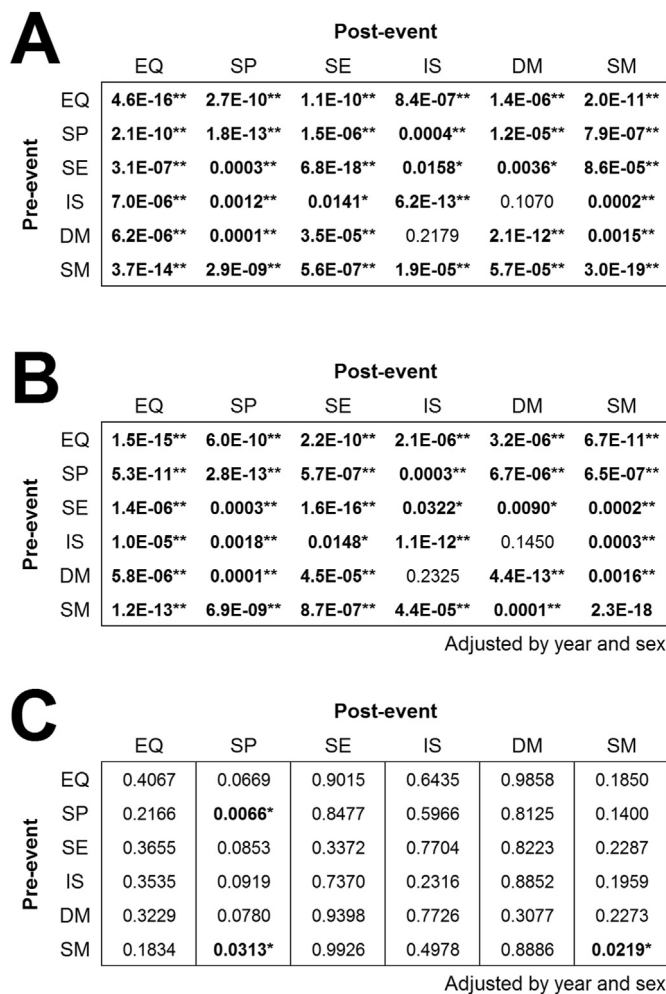 A
Post-event
EQ SP SE IS DM SM
Pre-event
EQ 4.6E-16** 2.7E-10** 1.1E-10** 8.4E-07** 1.4E-06** 2.0E-11**
SP 2.1E-10** 1.8E-13** 1.5E-06** 0.0004** 1.2E-05** 7.9E-07**
SE 3.1E-07** 0.0003** 6.8E-18** 0.0158* 0.0036* 8.6E-05**
IS 7.0E-06** 0.0012** 0.0141* 6.2E-13** 0.1070 0.0002**
DM 6.2E-06** 0.0001** 3.5E-05** 0.2179 2.1E-12** 0.0015**
SM 3.7E-14** 2.9E-09** 5.6E-07** 1.9E-05** 5.7E-05** 3.0E-19**
B
Post-event
EQ SP SE IS DM SM
Pre-event
EQ 1.5E-15** 6.0E-10** 2.2E-10** 2.1E-06** 3.2E-06** 6.7E-11**
SP 5.3E-11** 2.8E-13** 5.7E-07** 0.0003** 6.7E-06** 6.5E-07**
SE 1.4E-06** 0.0003** 1.6E-16** 0.0322* 0.0090* 0.0002**
IS 1.0E-05** 0.0018** 0.0148* 1.1E-12** 0.1450 0.0003**
DM 5.8E-06** 0.0001** 4.5E-05** 0.2325 4.4E-13** 0.0016**
SM 1.2E-13** 6.9E-09** 8.7E-07** 4.4E-05** 0.0001** 2.3E-18
Adjusted by year and sex
C
Post-event
EQ SP SE IS DM SM
Pre-event
EQ 0.4067 0.0669 0.9015 0.6435 0.9858 0.1850
SP 0.2166 0.0066* 0.8477 0.5966 0.8125 0.1400
SE 0.3655 0.0853 0.3372 0.7704 0.8223 0.2287
IS 0.3535 0.0919 0.7370 0.2316 0.8852 0.1959
DM 0.3229 0.0780 0.9398 0.7726 0.3077 0.2273
SM 0.1834 0.0313* 0.9926 0.4978 0.8886 0.0219*
Adjusted by year and sex